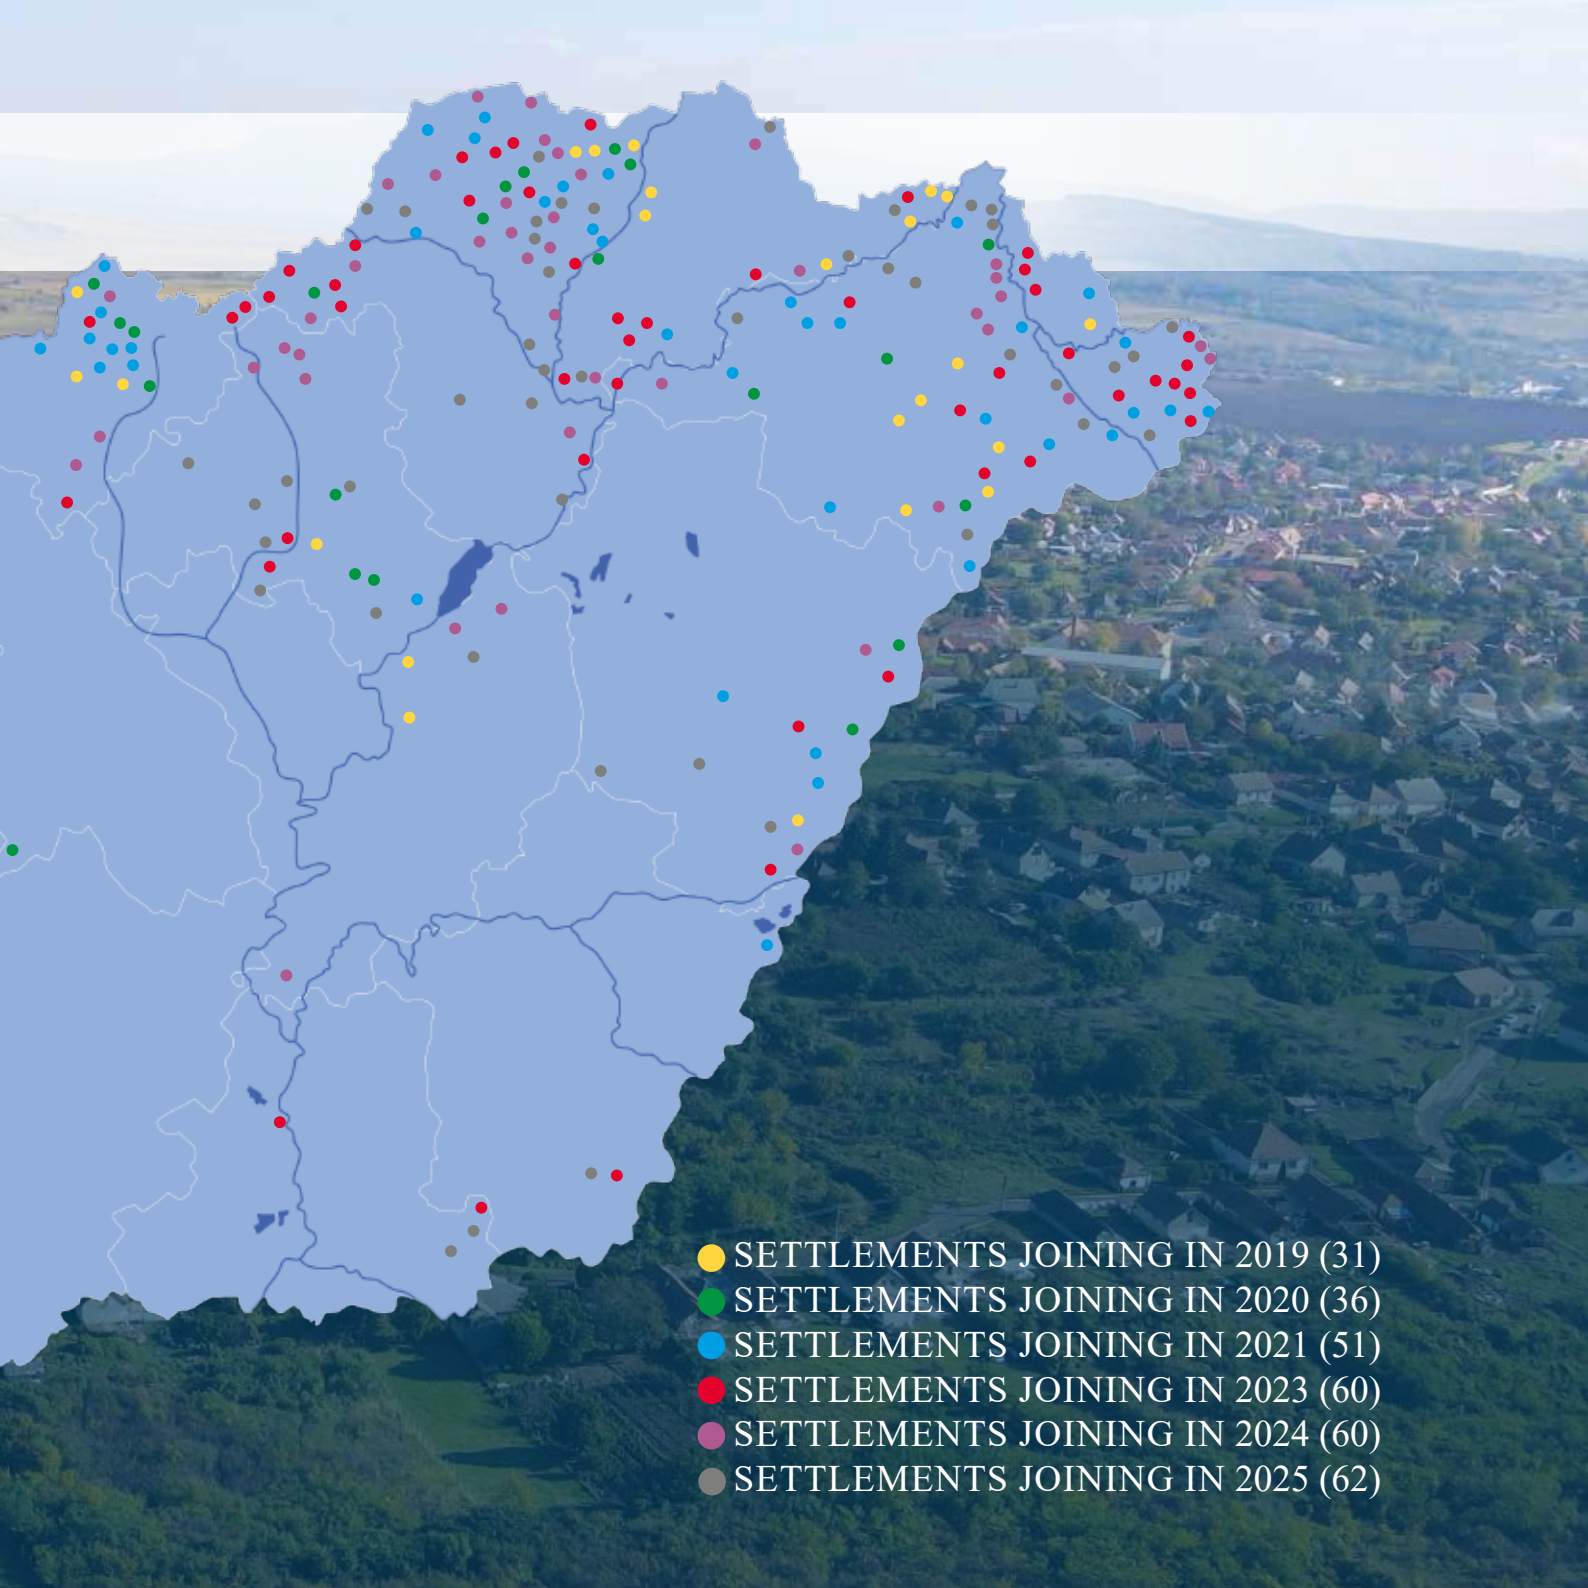 SETTLEMENTS JOINING IN 2019 (31)
SETTLEMENTS JOINING IN 2020 (36)
SETTLEMENTS JOINING IN 2021 (51)
SETTLEMENTS JOINING IN 2023 (60)
SETTLEMENTS JOINING IN 2024 (60)
SETTLEMENTS JOINING IN 2025 (62)